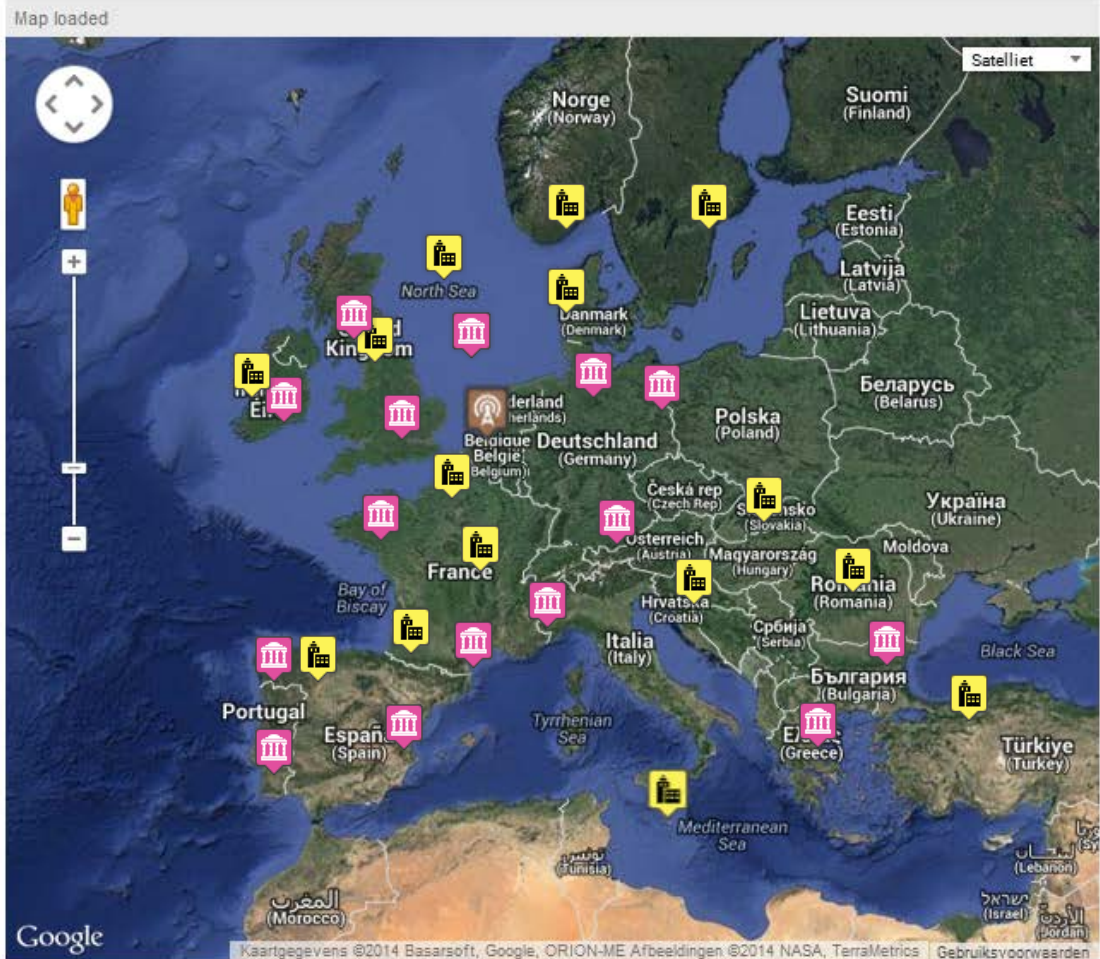 Map loaded
Satelliet
Norge
(Norway)
Suomi
(Finland)
Eesti
(Estonia)
Latvija
(Latvia)
North Sea
Lietuva
(Lithuania)
Danmark
(Denmark)
Беларусь
(Belarus)
Polska
(Poland)
Deutschland
(Germany)
Belgique
België
(Belgium)
Česká rep
(Czech Rep)
(Slovakia)
Україна
(Ukraine)
Österreich
(Austria)
Magyarország
(Hungary)
Moldova
France
(Romania)
Bay of
Biscay
Hrvatska
(Croatia)
Србија
(Serbia)
Italia
(Italy)
Black Sea
България
(Bulgaria)
Portugal
(Spain)
Tyrrhenian
Sea
(Greece)
Türkiye
(Turkey)
Mediterranean
Sea
تونس
(Tunisia)
(Lebanon)
ישראל
(Israel)
المغرب
(Morocco)
(Jordan)
Google
Kaartgegevens ©2014 Basarsoft, Google, ORION-ME Afbeeldingen ©2014 NASA, TerraMetrics
Gebruiksvoorwaarden